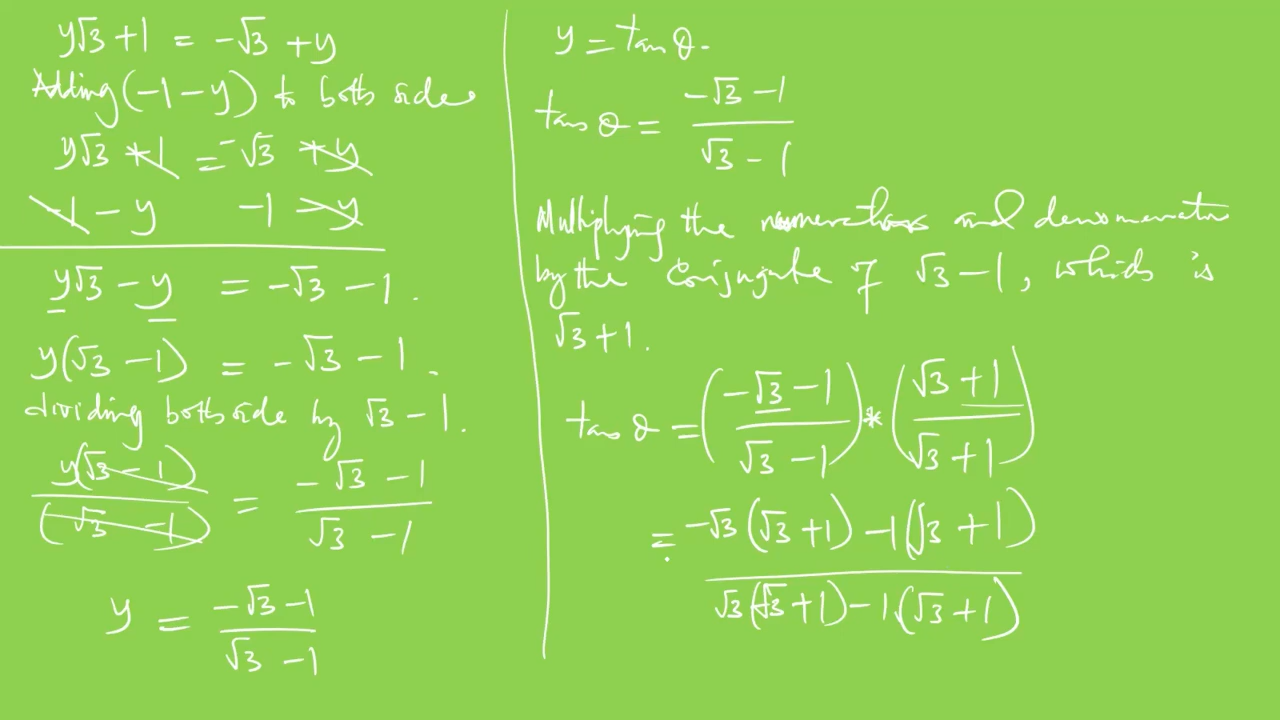 y√3 + 1 = -√3 + y
Adding (-1 - y) to both sides
y√3 + 1 = -√3 + y
-1 - y -1 - y
y√3 - y = -√3 - 1.
y(√3 - 1) = -√3 - 1.
dividing both side by √3 - 1.
y(√3 - 1)/(√3 - 1) = (-√3 - 1)/(√3 - 1)
y = (-√3 - 1)/(√3 - 1)
y = tan θ.
tan θ = (-√3 - 1)/(√3 - 1)
Multiplying the numerator and denominator
by the conjugate of √3 - 1, which is
√3 + 1.
tan θ = ((-√3 - 1)/(√3 - 1)) * ((√3 + 1)/(√3 + 1))
= (-√3(√3 + 1) - 1(√3 + 1))/(√3(√3 + 1) - 1(√3 + 1))